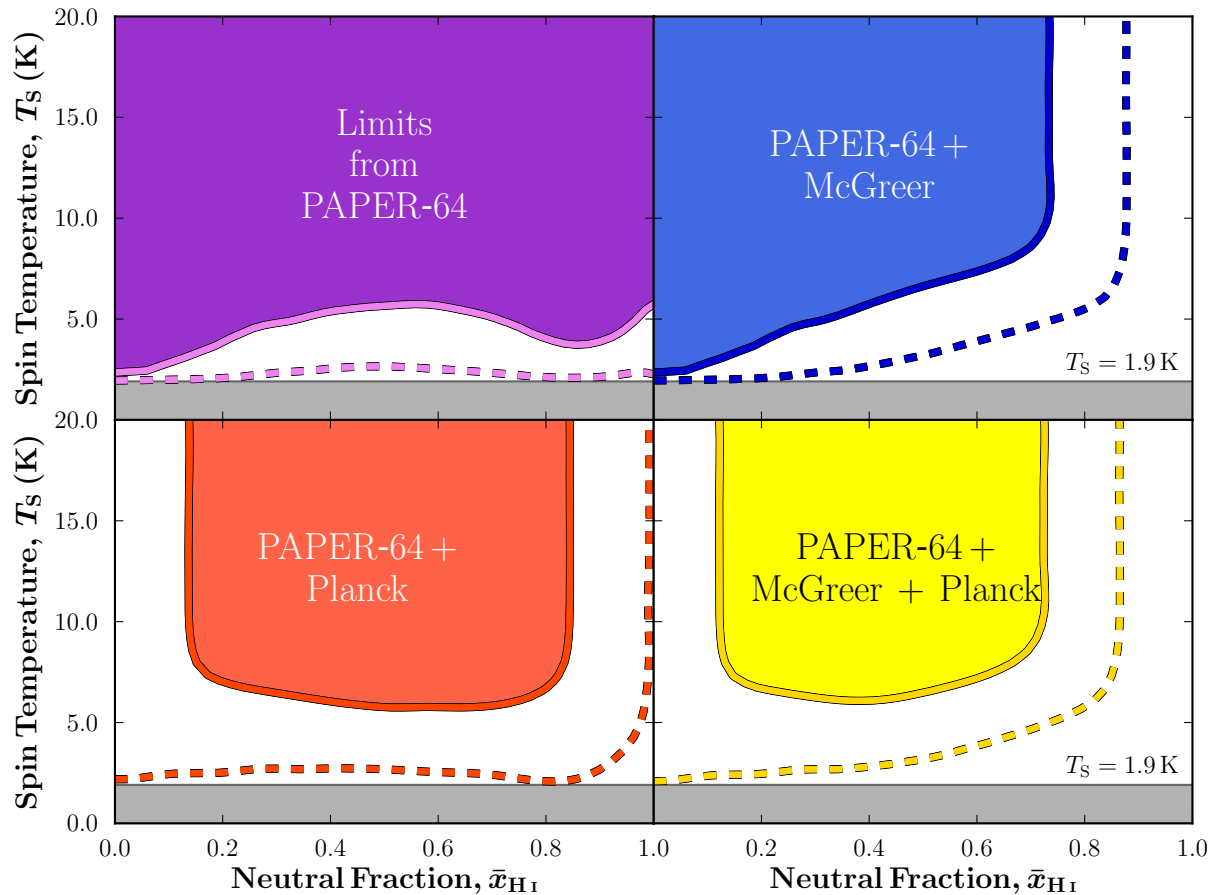 20.0
15.0
10.0
5.0
Spin Temperature, T_S (K)
Limits
from
PAPER-64
PAPER-64 +
McGreer
T_S = 1.9 K
20.0
15.0
10.0
5.0
0.0
Spin Temperature, T_S (K)
PAPER-64 +
Planck
PAPER-64 +
McGreer + Planck
T_S = 1.9 K
0.0 0.2 0.4 0.6 0.8 1.0 0.2 0.4 0.6 0.8 1.0
Neutral Fraction, x̄_HI Neutral Fraction, x̄_HI